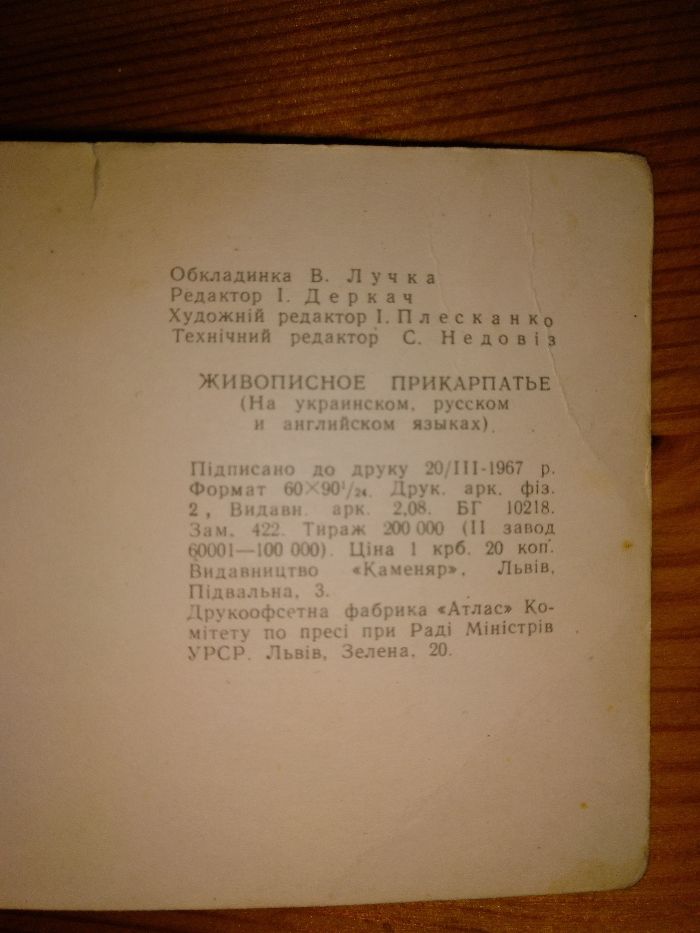 Обкладинка В. Лучка
Редактор І. Деркач
Художній редактор І. Плесканко
Технічний редактор С. Недовіз
ЖИВОПИСНОЕ ПРИКАРПАТЬЕ
(На украинском, русском
и английском языках).
Підписано до друку 20/III-1967 р.
Формат 60×90¹/₂₄. Друк. арк. фіз.
2, Видавн. арк. 2,08. БГ 10218.
Зам. 422. Тираж 200 000 (II завод
60001—100 000). Ціна 1 крб. 20 коп.
Видавництво «Каменяр», Львів,
Підвальна, 3.
Друкоофсетна фабрика «Атлас» Ко-
мітету по пресі при Раді Міністрів
УРСР. Львів, Зелена, 20.